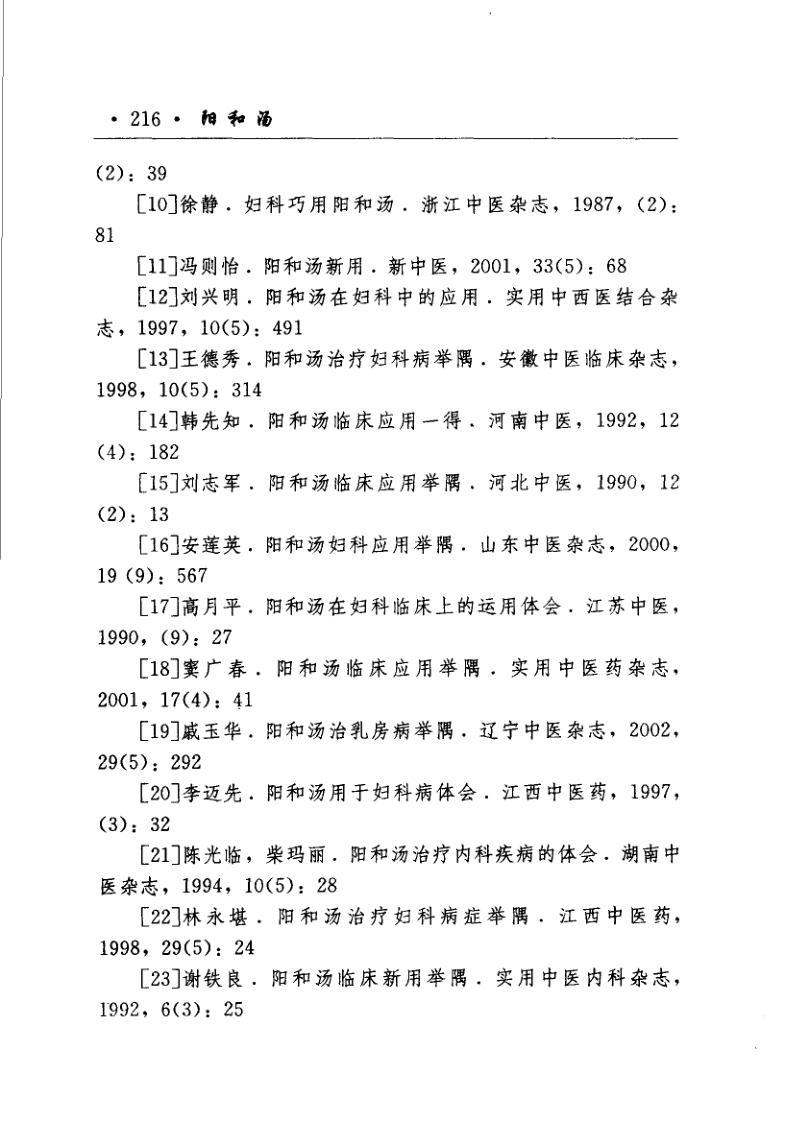 · 216 · 阳和汤
(2)：39
[10]徐静．妇科巧用阳和汤．浙江中医杂志，1987，(2)：
81
[11]冯则怡．阳和汤新用．新中医，2001，33(5)：68
[12]刘兴明．阳和汤在妇科中的应用．实用中西医结合杂
志，1997，10(5)：491
[13]王德秀．阳和汤治疗妇科病举隅．安徽中医临床杂志，
1998，10(5)：314
[14]韩先知．阳和汤临床应用一得．河南中医，1992，12
(4)：182
[15]刘志军．阳和汤临床应用举隅．河北中医，1990，12
(2)：13
[16]安莲英．阳和汤妇科应用举隅．山东中医杂志，2000，
19（9)：567
[17]高月平．阳和汤在妇科临床上的运用体会．江苏中医，
1990，(9)：27
[18]窦广春．阳和汤临床应用举隅．实用中医药杂志，
2001，17(4)：41
[19]戚玉华．阳和汤治乳房病举隅．辽宁中医杂志，2002，
29(5)：292
[20]李迈先．阳和汤用于妇科病体会．江西中医药，1997，
(3)：32
[21]陈光临，柴玛丽．阳和汤治疗内科疾病的体会．湖南中
医杂志，1994，10(5)：28
[22]林永堪．阳和汤治疗妇科病症举隅．江西中医药，
1998，29(5)：24
[23]谢铁良．阳和汤临床新用举隅．实用中医内科杂志，
1992，6(3)：25